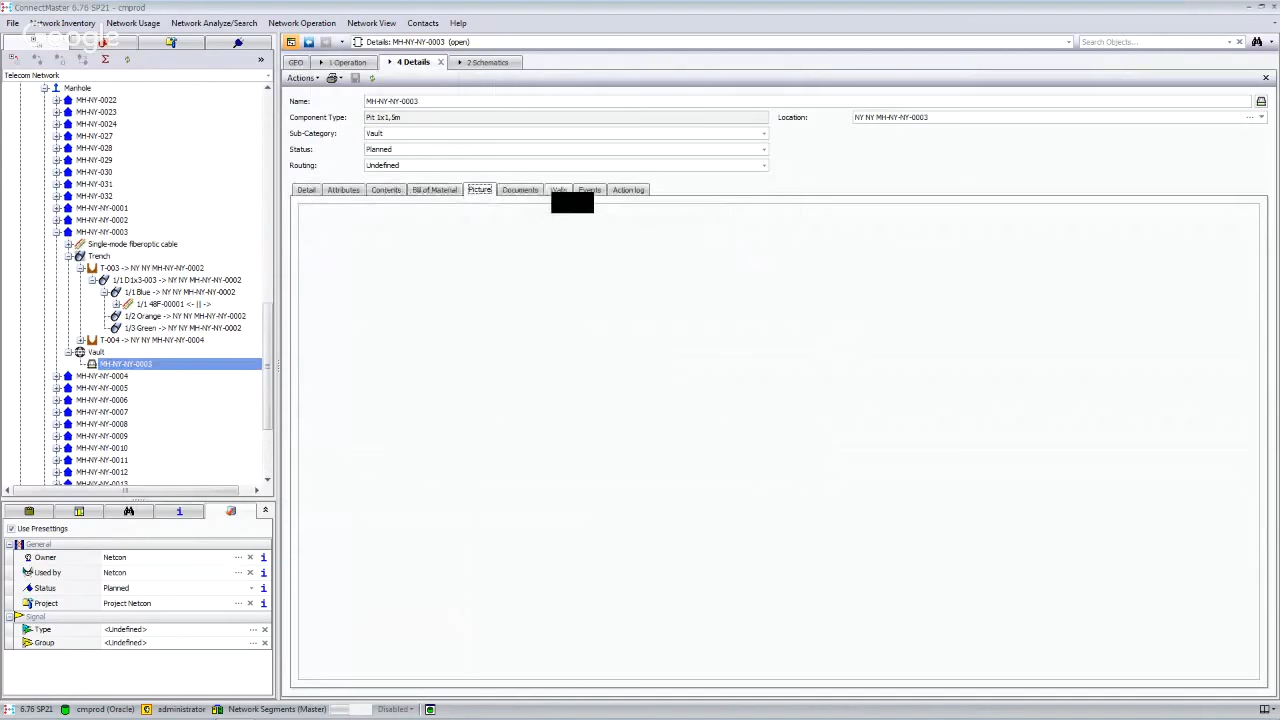 ConnectMaster 6.76 SP21 - cmprod
File Network Inventory Network Usage Network Analyze/Search Network Operation Network View Contacts Help
Google
Details: MH-NY-NY-0003 (open)
Search Objects...
GEO 1 Operation 4 Details 2 Schematics
Actions
Telecom Network
Manhole
MH-NY-0022
MH-NY-0023
MH-NY-0024
MH-NY-027
MH-NY-028
MH-NY-029
MH-NY-030
MH-NY-031
MH-NY-032
MH-NY-NY-0001
MH-NY-NY-0002
MH-NY-NY-0003
Single-mode fiberoptic cable
Trench
T-003 -> NY NY MH-NY-NY-0002
1/1 D1x3-003 -> NY NY MH-NY-NY-0002
1/1 Blue -> NY NY MH-NY-NY-0002
1/1 48F-00001 <- || ->
1/2 Orange -> NY NY MH-NY-NY-0002
1/3 Green -> NY NY MH-NY-NY-0002
T-004 -> NY NY MH-NY-NY-0004
Vault
MH-NY-NY-0003
MH-NY-NY-0004
MH-NY-NY-0005
MH-NY-NY-0006
MH-NY-NY-0007
MH-NY-NY-0008
MH-NY-NY-0009
MH-NY-NY-0010
MH-NY-NY-0011
MH-NY-NY-0012
MH-NY-NY-0013
Name: MH-NY-NY-0003
Component Type: Pit 1x1,5m Location: NY NY MH-NY-NY-0003
Sub-Category: Vault
Status: Planned
Routing: Undefined
Detail Attributes Contents Bill of Material Picture Documents Walls Events Action log
Use Presettings
General
Owner Netcon
Used by Netcon
Status Planned
Project Project Netcon
Signal
Type <Undefined>
Group <Undefined>
6.76 SP21 cmprod (Oracle) administrator Network Segments (Master) Disabled